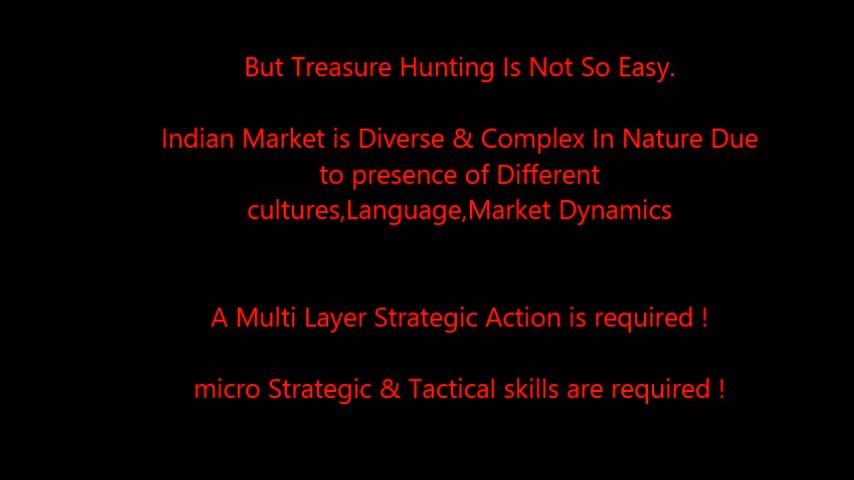 But Treasure Hunting Is Not So Easy.
Indian Market is Diverse & Complex In Nature Due
to presence of Different
cultures,Language,Market Dynamics
A Multi Layer Strategic Action is required !
micro Strategic & Tactical skills are required !